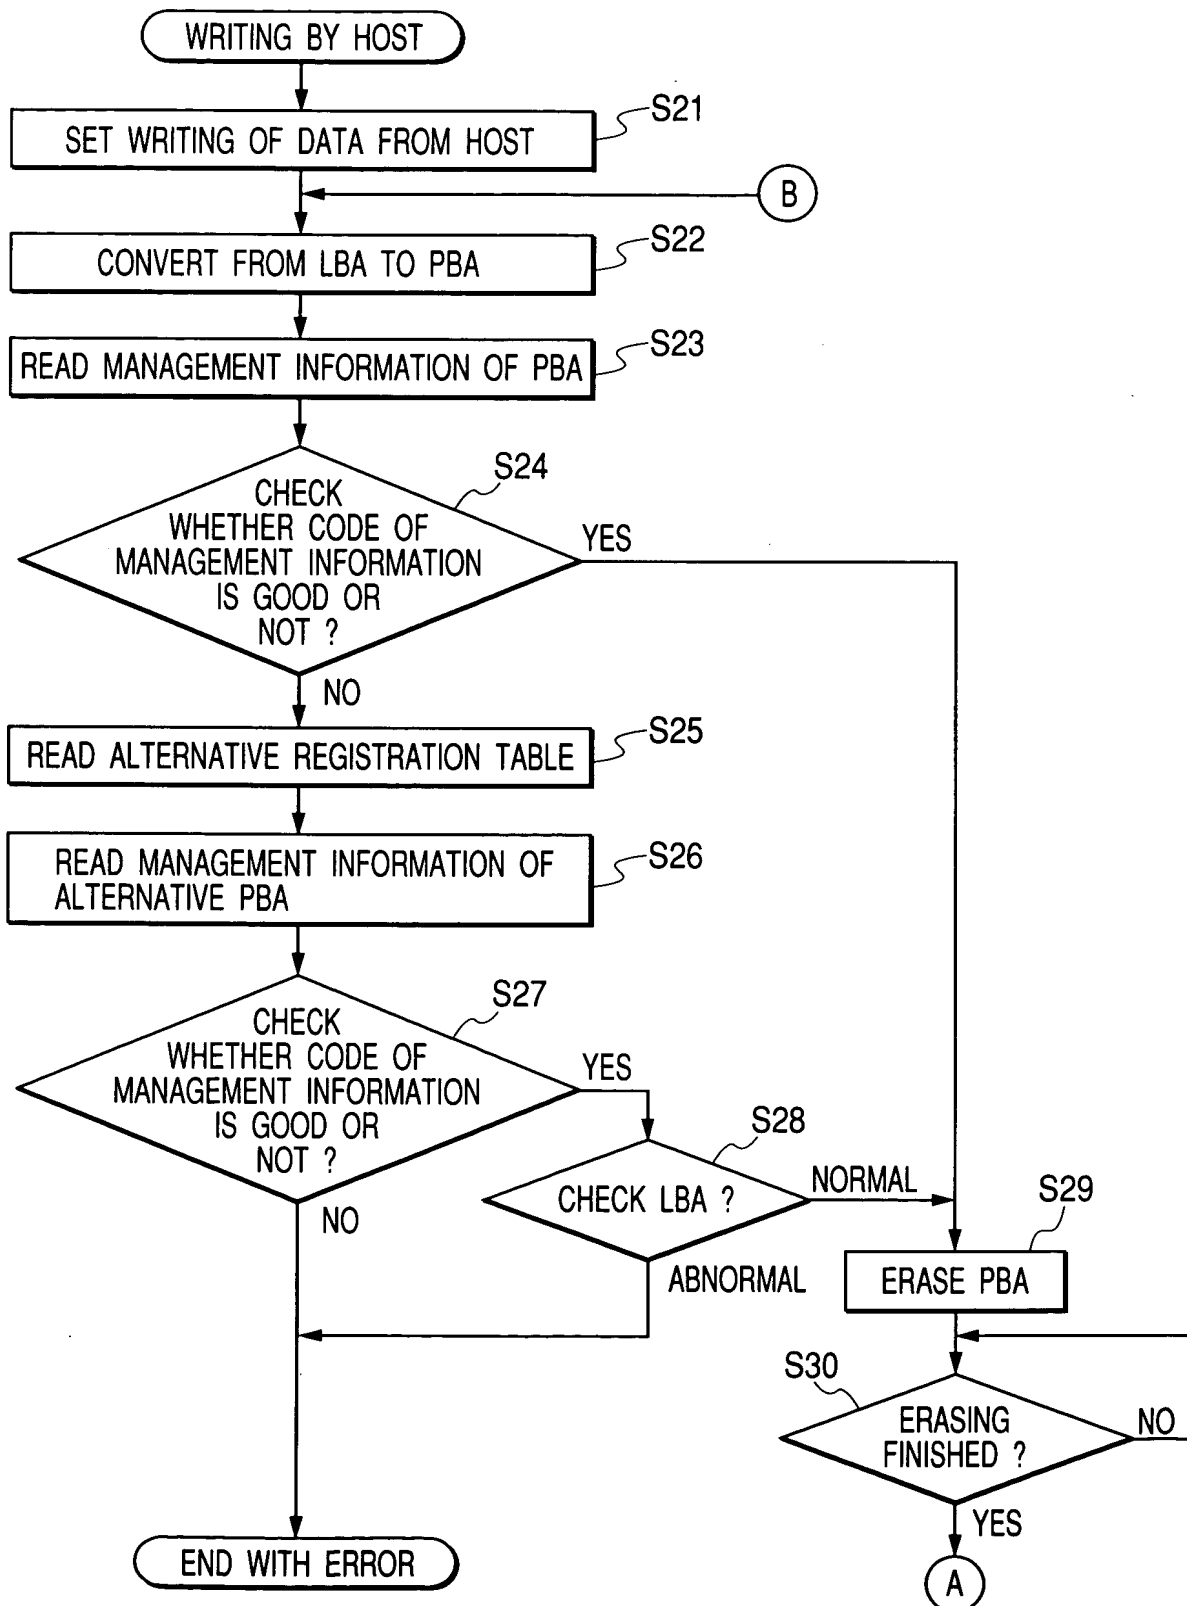 WRITING BY HOST
S21
SET WRITING OF DATA FROM HOST
B
S22
CONVERT FROM LBA TO PBA
S23
READ MANAGEMENT INFORMATION OF PBA
S24
CHECK
WHETHER CODE OF
MANAGEMENT INFORMATION
IS GOOD OR
NOT ?
YES
NO
S25
READ ALTERNATIVE REGISTRATION TABLE
S26
READ MANAGEMENT INFORMATION OF
ALTERNATIVE PBA
S27
CHECK
WHETHER CODE OF
MANAGEMENT INFORMATION
IS GOOD OR
NOT ?
YES
NO
S28
CHECK LBA ?
NORMAL
ABNORMAL
S29
ERASE PBA
S30
ERASING
FINISHED ?
NO
YES
A
END WITH ERROR